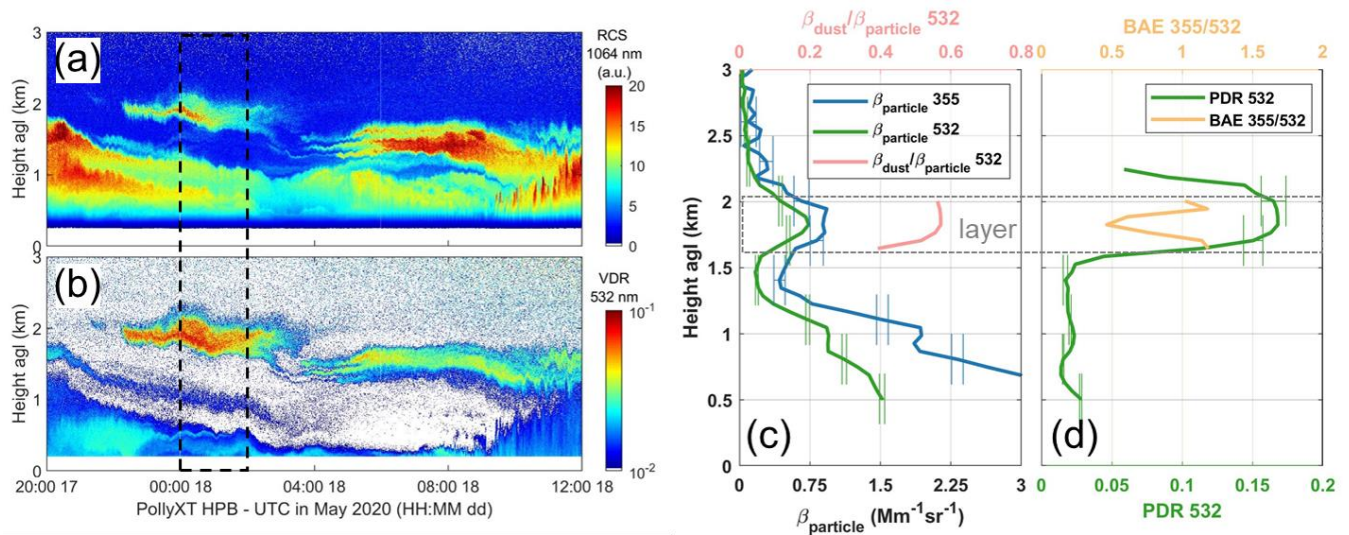 (a)
3
2
1
0
Height agl (km)
RCS
1064 nm
(a.u.)
20
15
10
5
0
(b)
3
2
1
0
Height agl (km)
VDR
532 nm
10-1
10-2
20:00 17
00:00 18
04:00 18
08:00 18
12:00 18
PollyXT HPB - UTC in May 2020 (HH:MM dd)
βdust/βparticle 532
0 0.2 0.4 0.6 0.8
3
2.5
2
1.5
1
0.5
0
Height agl (km)
βparticle 355
βparticle 532
βdust/βparticle 532
layer
(c)
0 0.75 1.5 2.25 3
βparticle (Mm-1sr-1)
BAE 355/532
0 0.5 1 1.5 2
PDR 532
BAE 355/532
(d)
0 0.05 0.1 0.15 0.2
PDR 532